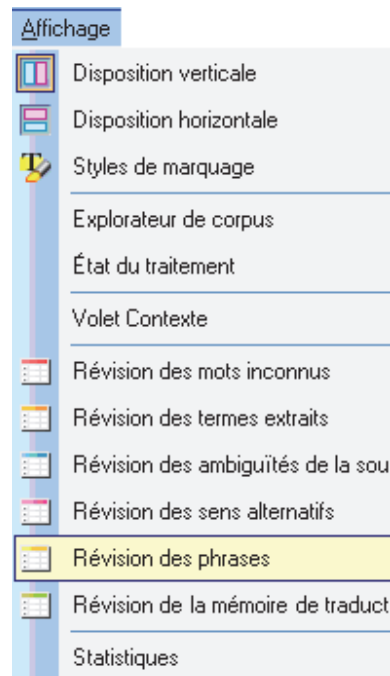 Affichage
Disposition verticale
Disposition horizontale
Styles de marquage
Explorateur de corpus
État du traitement
Volet Contexte
Révision des mots inconnus
Révision des termes extraits
Révision des ambiguïtés de la sou
Révision des sens alternatifs
Révision des phrases
Révision de la mémoire de traduct
Statistiques